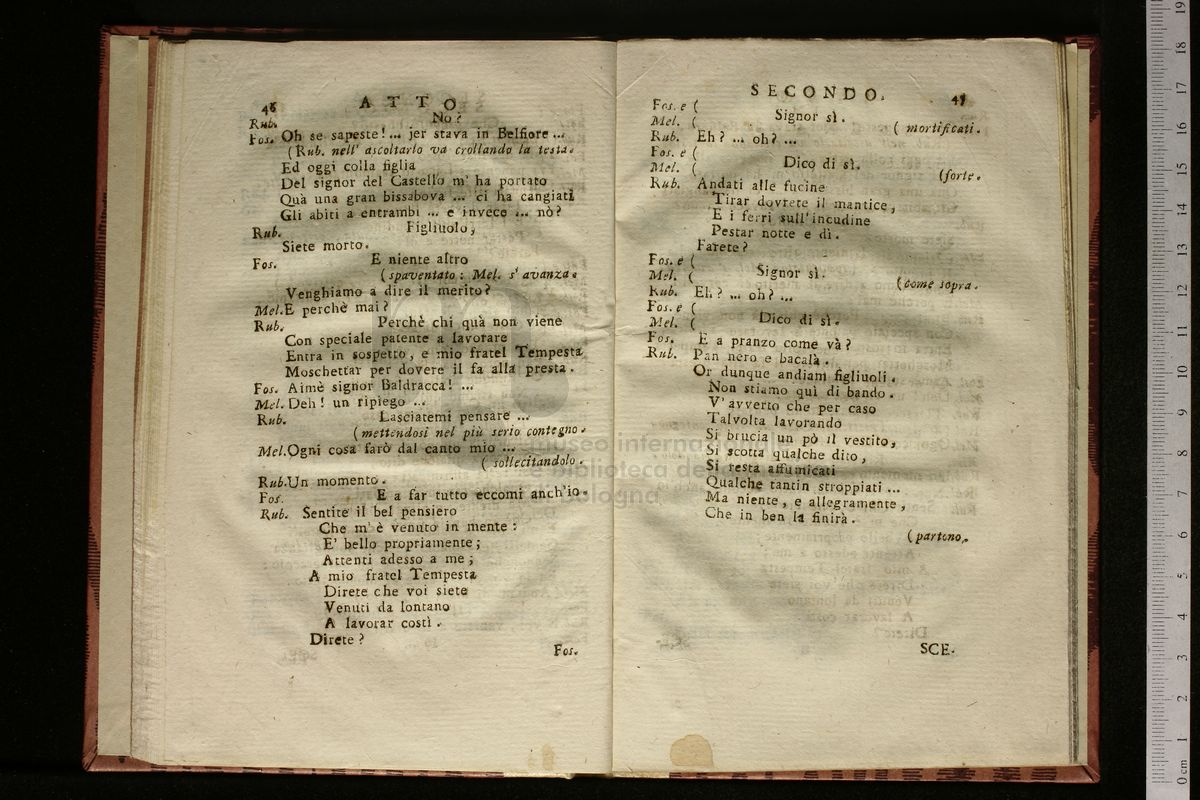 46 ATTO
Rub. No?
Fos. Oh se sapeste! ... jer stava in Belfiore ...
(Rub. nell' ascoltarlo va crollando la testa.
Ed oggi colla figlia
Del signor del Castello m' ha portato
Quà una gran bissabova ... ci ha cangiati
Gli abiti a entrambi ... e invece ... nò?
Rub. Figliuolo,
Siete morto.
Fos. E niente altro
(spaventato: Mel. s' avanza.
Venghiamo a dire il merito?
Mel. E perchè mai?
Rub. Perchè chi quà non viene
Con speciale patente a lavorare
Entra in sospetto, e mio fratel Tempesta
Moschettar per dovere il fa alla presta.
Fos. Aimè signor Baldracca! ...
Mel. Deh! un ripiego ...
Rub. Lasciatemi pensare ...
(mettendosi nel più serio contegno.
Mel. Ogni cosa farò dal canto mio ...
(sollecitandolo.
Rub. Un momento.
Fos. E a far tutto eccomi anch'io.
Rub. Sentite il bel pensiero
Che m' è venuto in mente:
E' bello propriamente;
Attenti adesso a me;
A mio fratel Tempesta
Direte che voi siete
Venuti da lontano
A lavorar costì.
Direte?
Fos.
SECONDO. 47
Fos. e (
Mel. ( Signor sì.
(mortificati.
Rub. Eh? ... oh? ...
Fos. e (
Mel. ( Dico di sì.
(forte.
Rub. Andati alle fucine
Tirar dovrete il mantice,
E i ferri sull' incudine
Pestar notte e dì.
Farete?
Fos. e (
Mel. ( Signor sì.
(come sopra.
Rub. Eh? ... oh? ...
Fos. e (
Mel. ( Dico di sì.
Fos. E a pranzo come và?
Rub. Pan nero e bacalà.
Or dunque andiam figliuoli.
Non stiamo quì di bando.
V' avverto che per caso
Talvolta lavorando
Si brucia un pò il vestito,
Si scotta qualche dito,
Si resta affumicati
Qualche tantin stroppiati ...
Ma niente, e allegramente,
Che in ben la finirà.
(partono.
SCE.
museo internazionale
e biblioteca della
di bologna